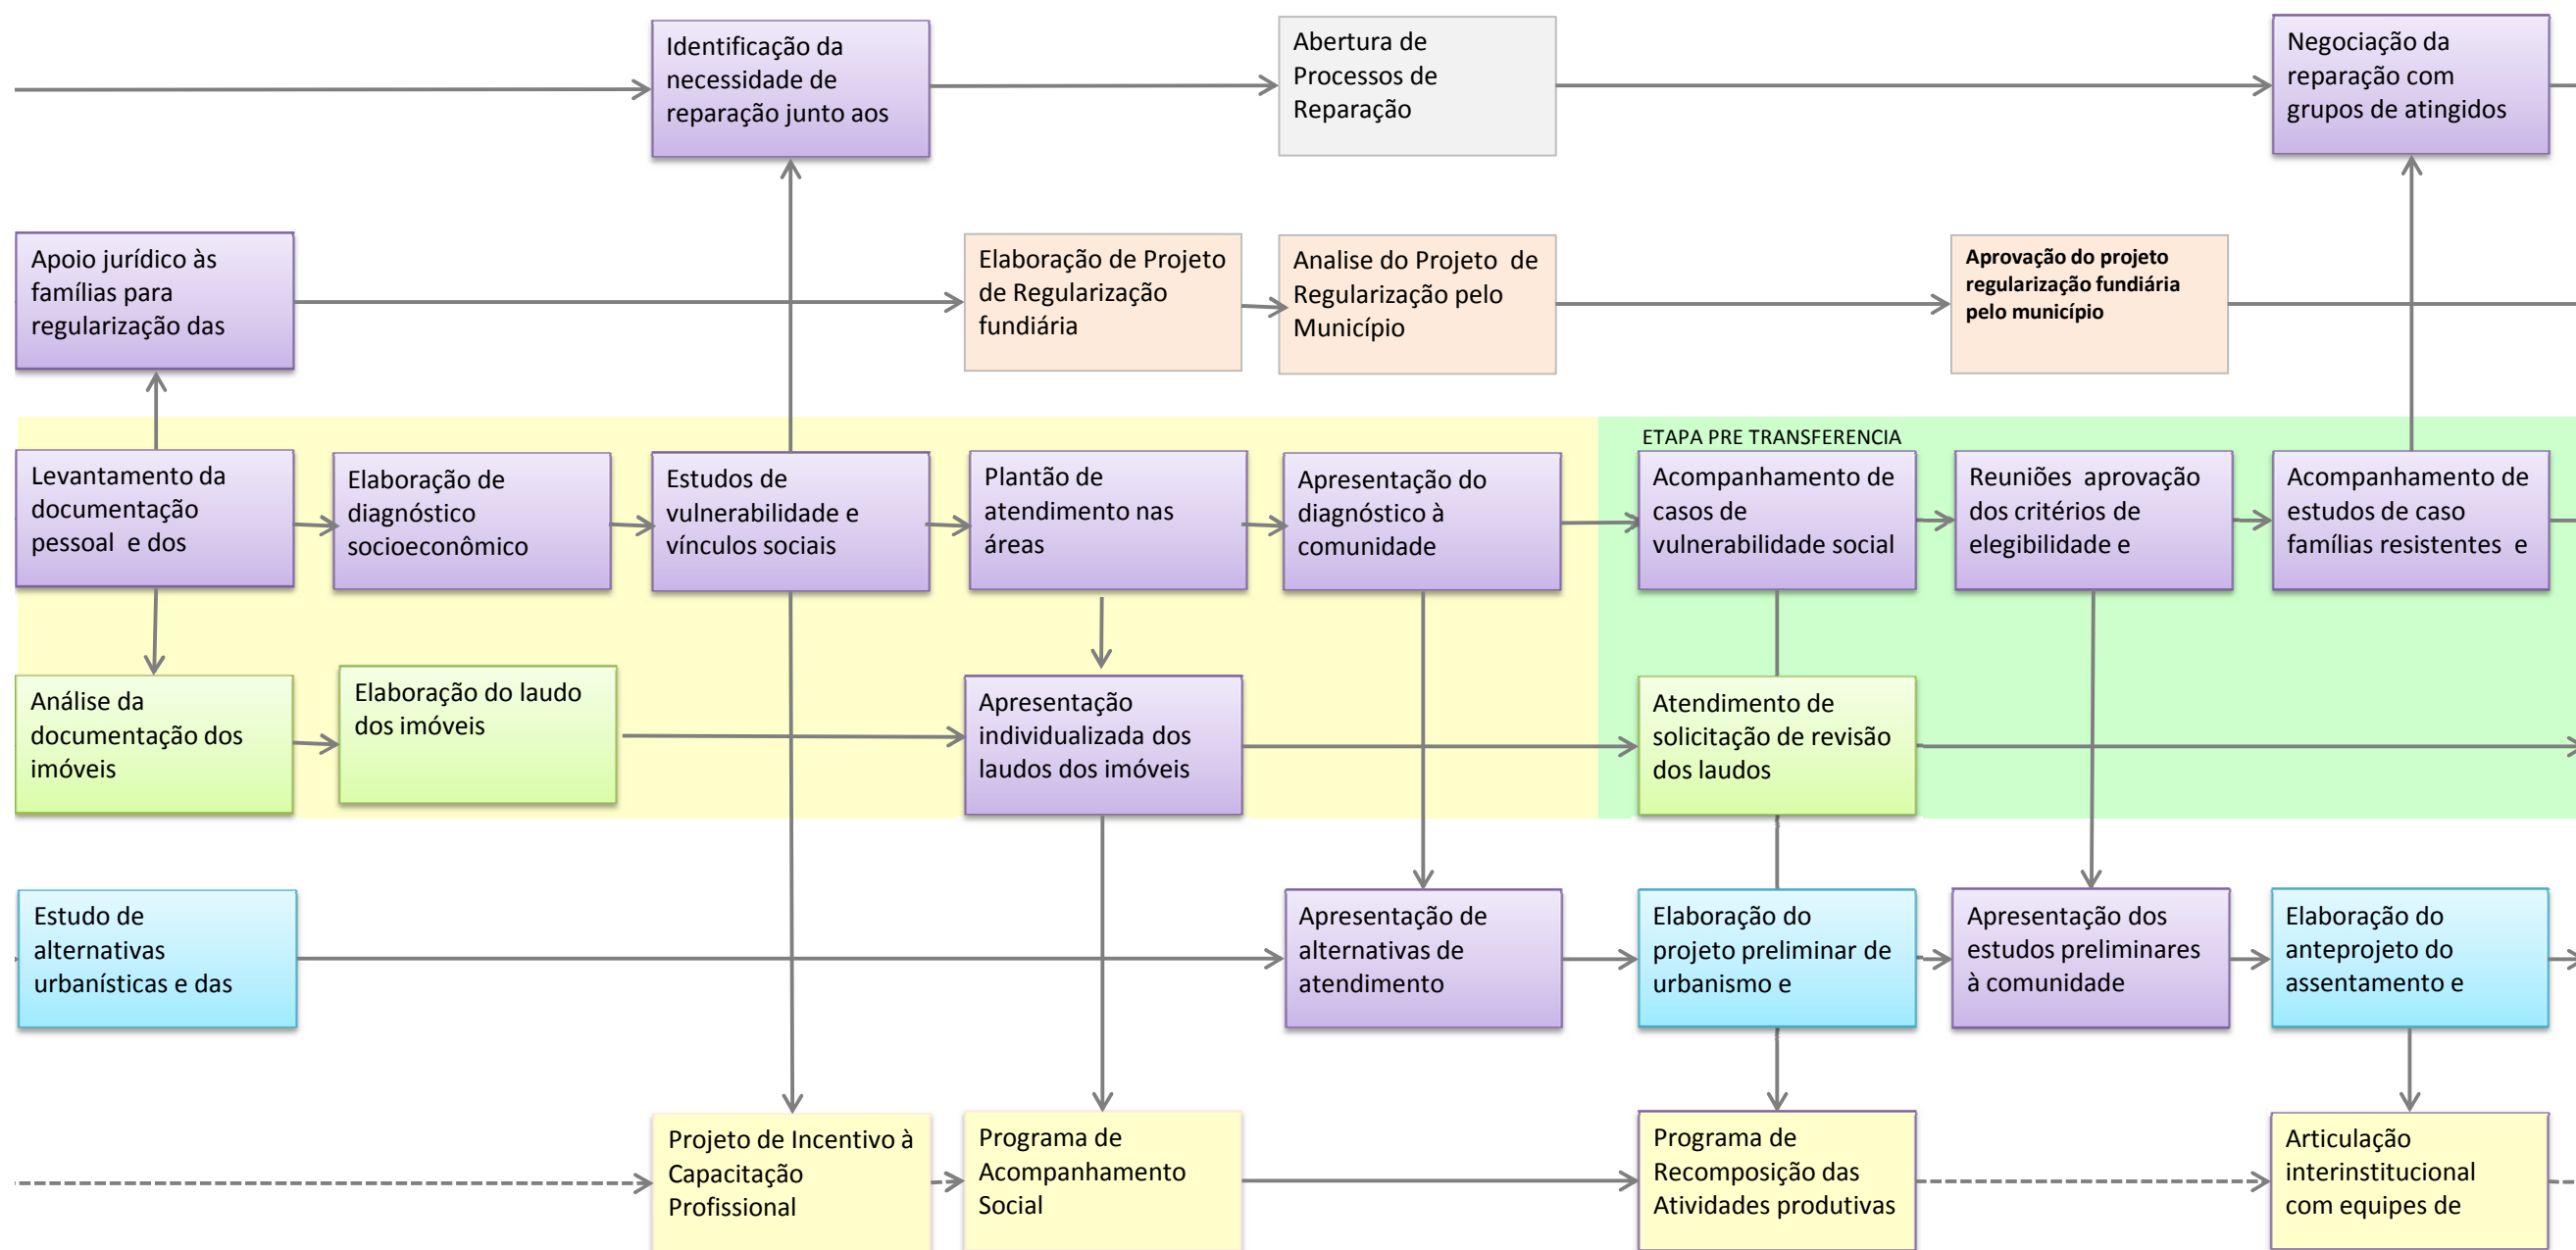 Identificação da
necessidade de
reparação junto aos
Abertura de
Processos de
Reparação
Negociação da
reparação com
grupos de atingidos
Apoio jurídico às
famílias para
regularização das
Elaboração de Projeto
de Regularização
fundiária
Analise do Projeto de
Regularização pelo
Município
Aprovação do projeto
regularização fundiária
pelo município
ETAPA PRE TRANSFERENCIA
Levantamento da
documentação
pessoal e dos
Elaboração de
diagnóstico
socioeconômico
Estudos de
vulnerabilidade e
vínculos sociais
Plantão de
atendimento nas
áreas
Apresentação do
diagnóstico à
comunidade
Acompanhamento de
casos de
vulnerabilidade social
Reuniões aprovação
dos critérios de
elegibilidade e
Acompanhamento de
estudos de caso
famílias resistentes e
Análise da
documentação dos
imóveis
Elaboração do laudo
dos imóveis
Apresentação
individualizada dos
laudos dos imóveis
Atendimento de
solicitação de revisão
dos laudos
Estudo de
alternativas
urbanísticas e das
Apresentação de
alternativas de
atendimento
Elaboração do
projeto preliminar de
urbanismo e
Apresentação dos
estudos preliminares
à comunidade
Elaboração do
anteprojeto do
assentamento e
Projeto de Incentivo à
Capacitação
Profissional
Programa de
Acompanhamento
Social
Programa de
Recomposição das
Atividades produtivas
Articulação
interinstitucional
com equipes de